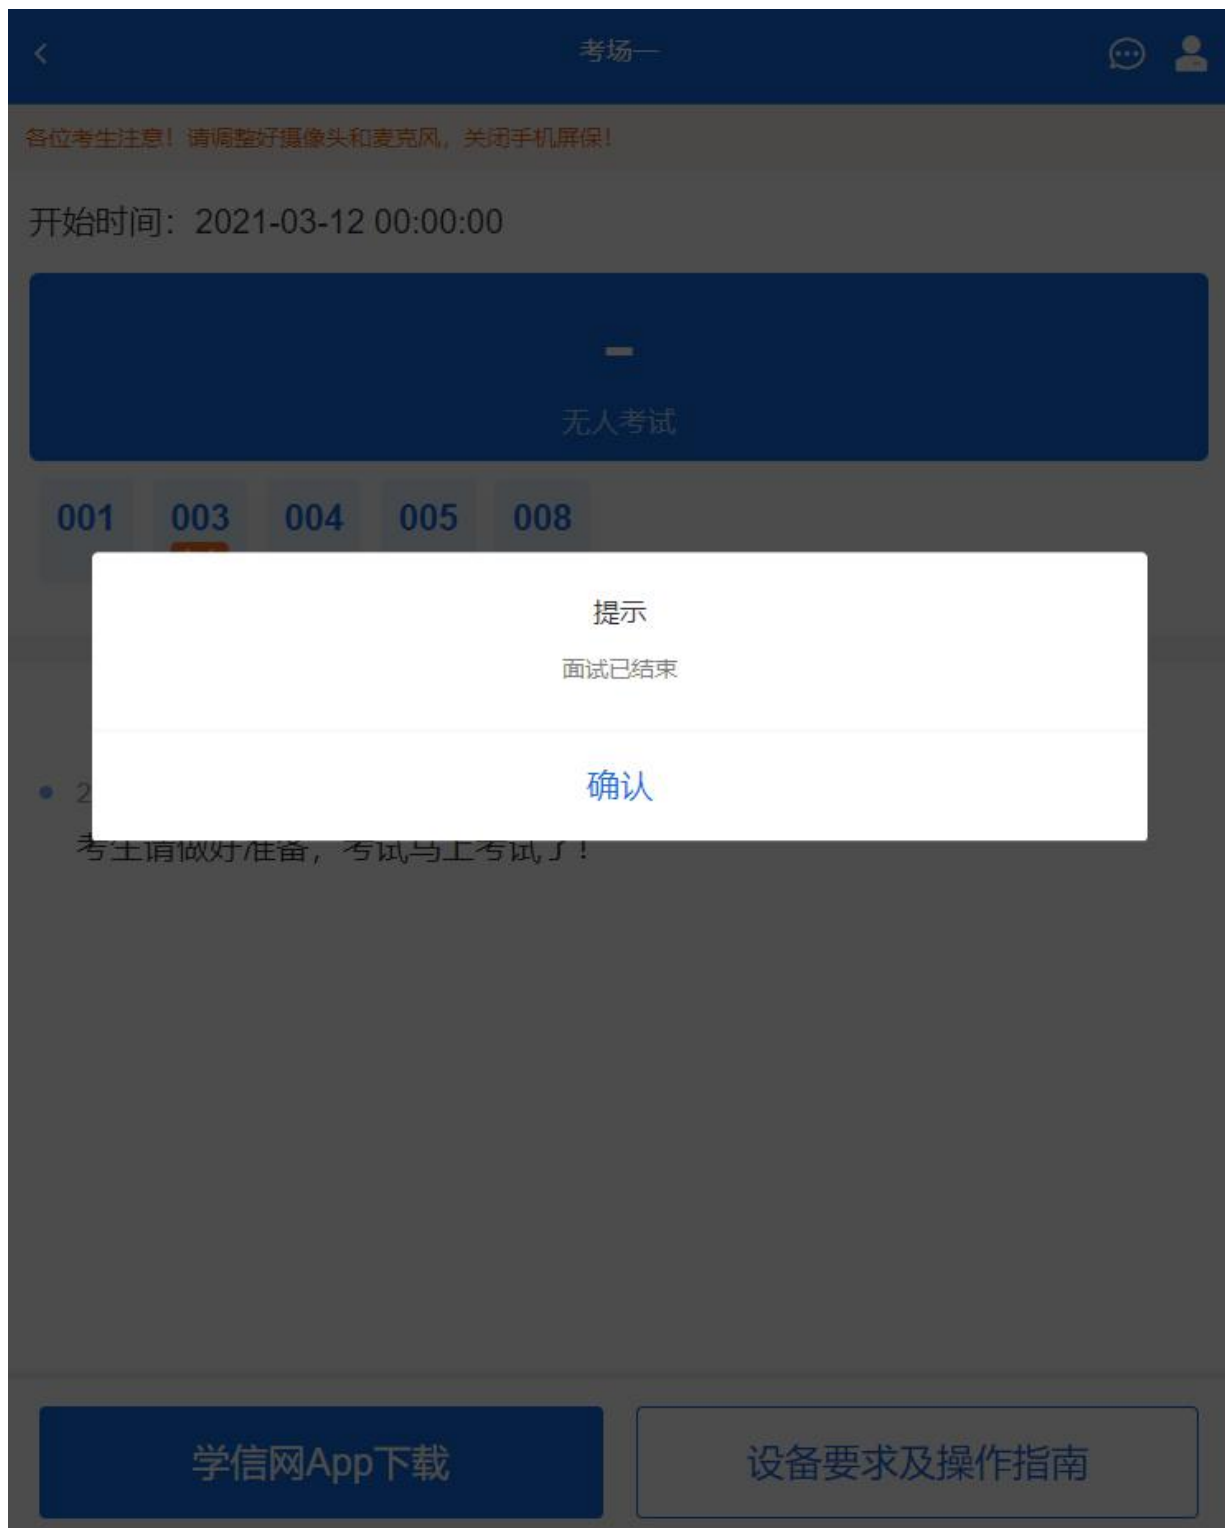 考场一
各位考生注意！请调整好摄像头和麦克风，关闭手机屏保！
开始时间：2021-03-12 00:00:00
无人考试
001 003 004 005 008
提示
面试已结束
确认
2
考生请做好准备，考试马上考试了！
学信网App下载
设备要求及操作指南